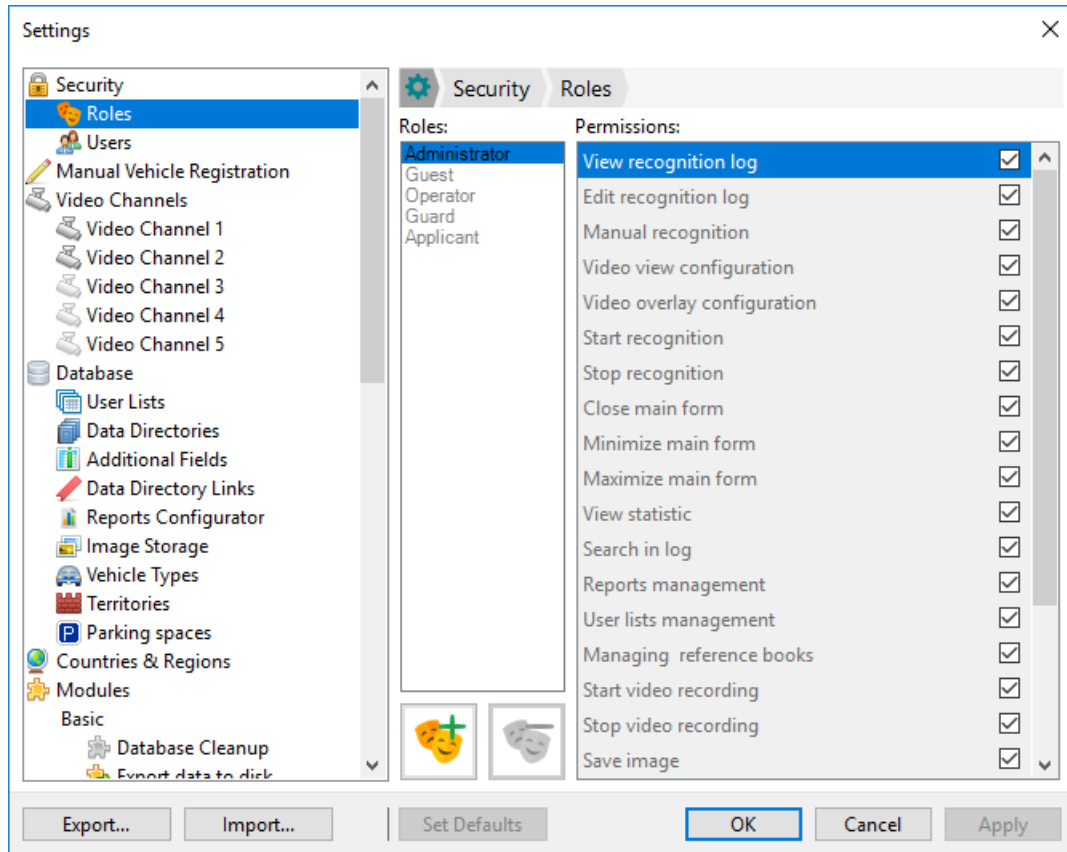 Settings
Security
Roles
Users
Manual Vehicle Registration
Video Channels
Video Channel 1
Video Channel 2
Video Channel 3
Video Channel 4
Video Channel 5
Database
User Lists
Data Directories
Additional Fields
Data Directory Links
Reports Configurator
Image Storage
Vehicle Types
Territories
Parking spaces
Countries & Regions
Modules
Basic
Database Cleanup
Export data to disk
Security Roles
Roles:
Administrator
Guest
Operator
Guard
Applicant
Permissions:
View recognition log
Edit recognition log
Manual recognition
Video view configuration
Video overlay configuration
Start recognition
Stop recognition
Close main form
Minimize main form
Maximize main form
View statistic
Search in log
Reports management
User lists management
Managing  reference books
Start video recording
Stop video recording
Save image
Export... Import... Set Defaults OK Cancel Apply